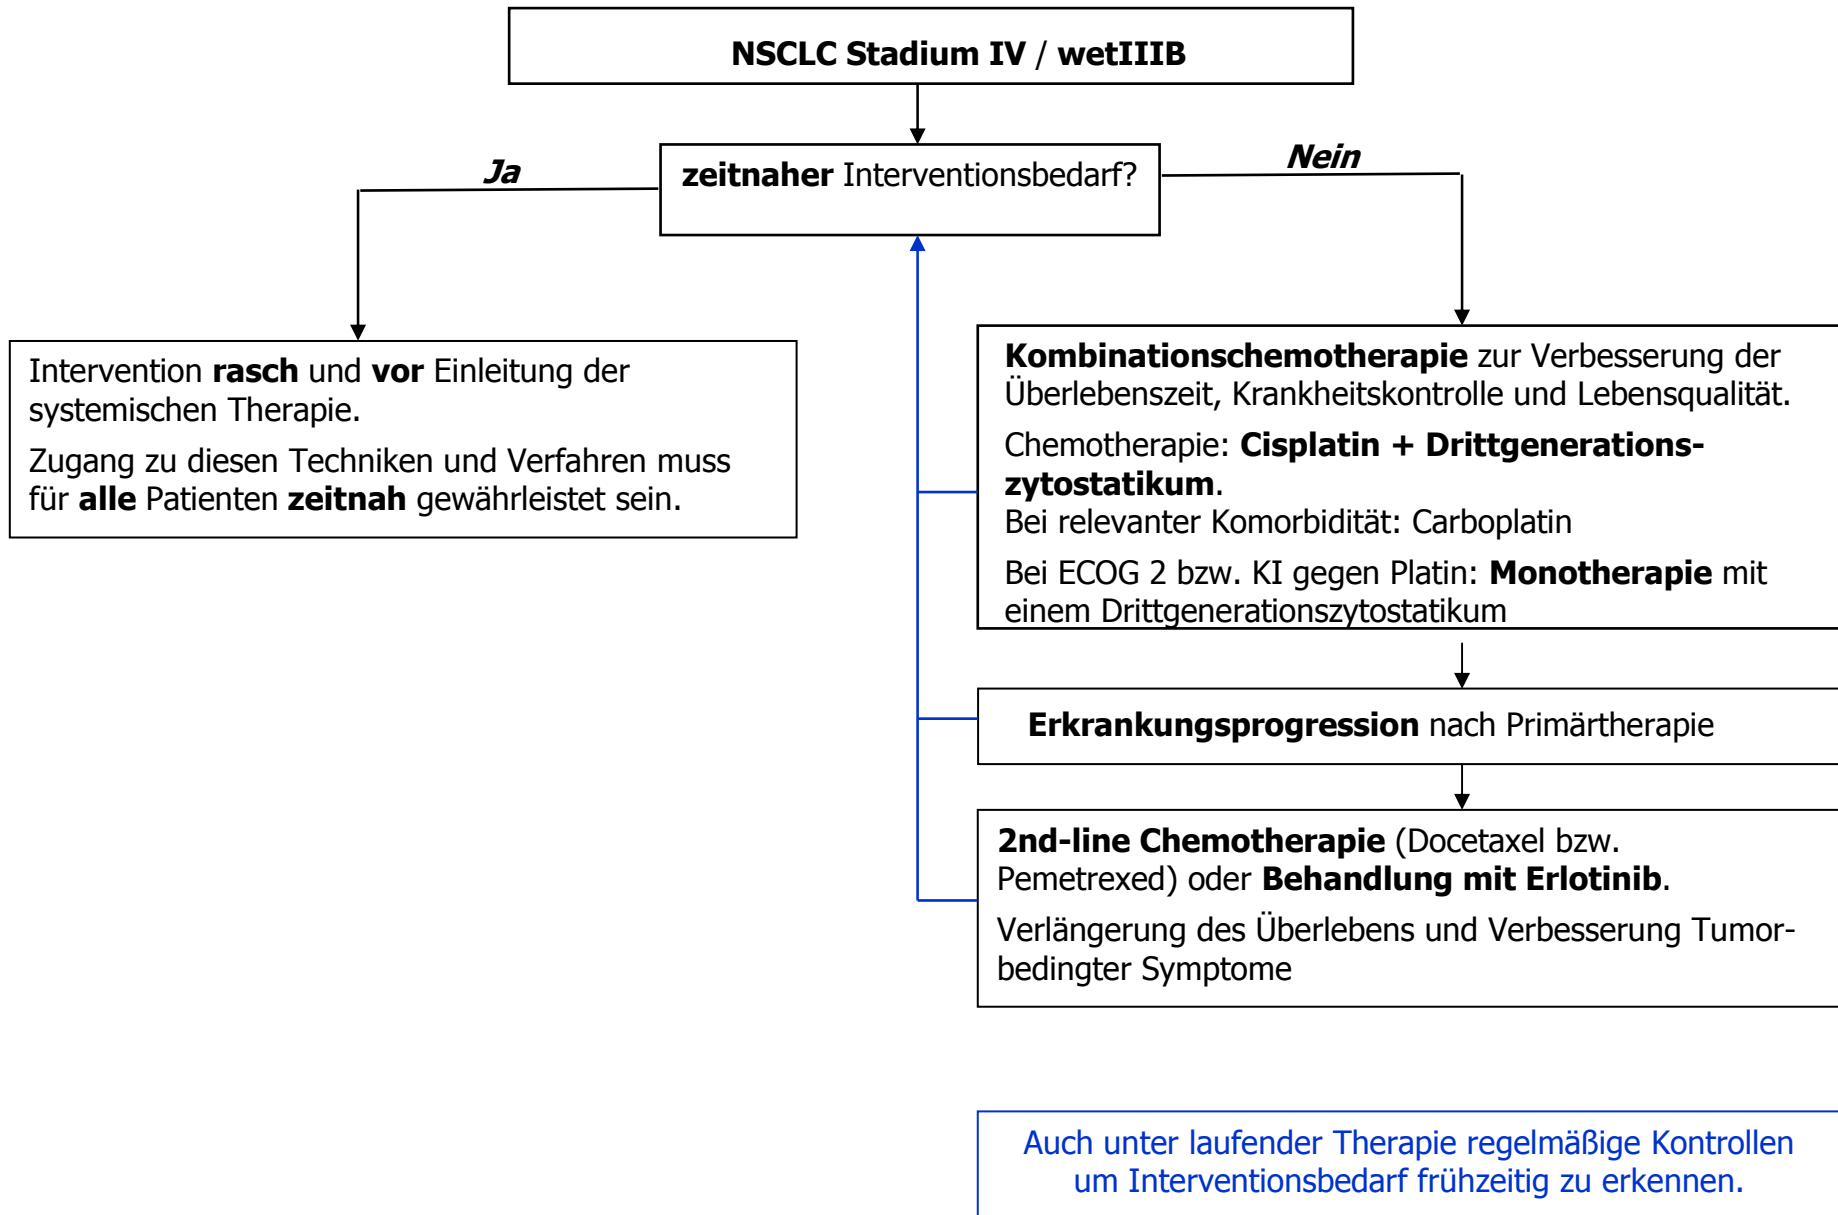 NSCLC Stadium IV / wetIIIB
Ja
zeitnaher Interventionsbedarf?
Nein
Intervention rasch und vor Einleitung der
systemischen Therapie.
Zugang zu diesen Techniken und Verfahren muss
für alle Patienten zeitnah gewährleistet sein.
Kombinationschemotherapie zur Verbesserung der
Überlebenszeit, Krankheitskontrolle und Lebensqualität.
Chemotherapie: Cisplatin + Drittgenerations-
zytostatikum.
Bei relevanter Komorbidität: Carboplatin
Bei ECOG 2 bzw. KI gegen Platin: Monotherapie mit
einem Drittgenerationszytostatikum
Erkrankungsprogression nach Primärtherapie
2nd-line Chemotherapie (Docetaxel bzw.
Pemetrexed) oder Behandlung mit Erlotinib.
Verlängerung des Überlebens und Verbesserung Tumor-
bedingter Symptome
Auch unter laufender Therapie regelmäßige Kontrollen
um Interventionsbedarf frühzeitig zu erkennen.